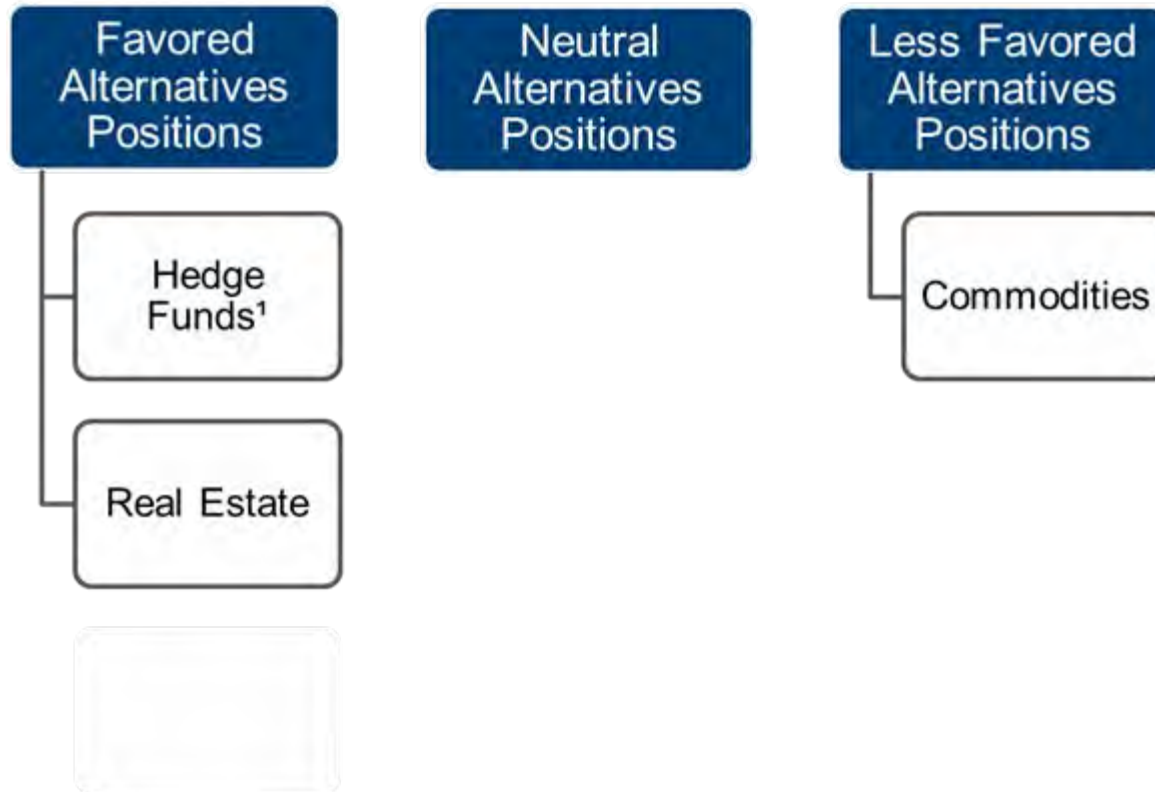 Favored
Alternatives
Positions
Hedge
Funds¹
Real Estate
Neutral
Alternatives
Positions
Less Favored
Alternatives
Positions
Commodities